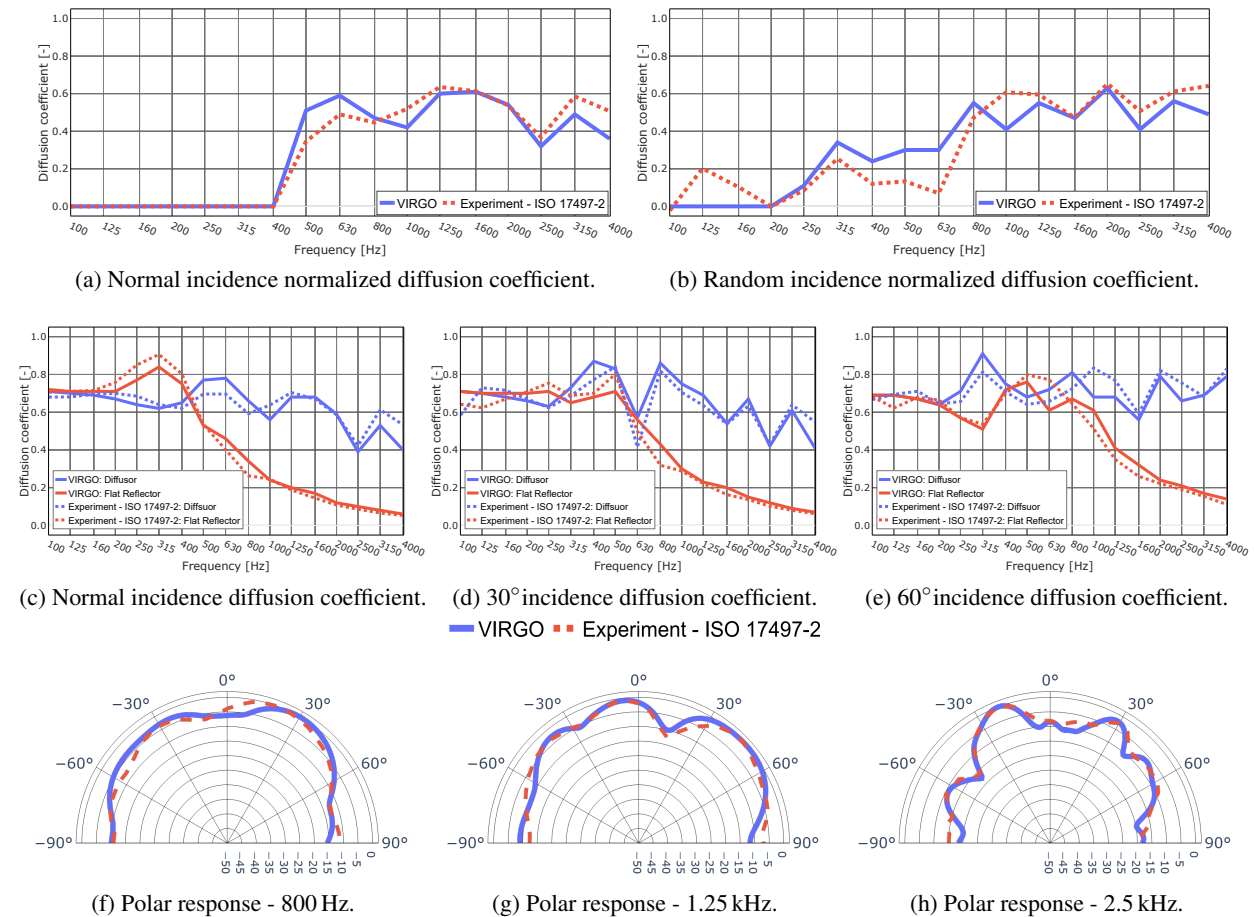 Diffusion coefficient [-]
1.0
0.8
0.6
0.4
0.2
0.0
VIRGO Experiment - ISO 17497-2
100 125 160 200 250 315 400 500 630 800 1000 1250 1600 2000 2500 3150 4000
Frequency [Hz]
(a) Normal incidence normalized diffusion coefficient.
Diffusion coefficient [-]
1.0
0.8
0.6
0.4
0.2
0.0
VIRGO Experiment - ISO 17497-2
100 125 160 200 250 315 400 500 630 800 1000 1250 1600 2000 2500 3150 4000
Frequency [Hz]
(b) Random incidence normalized diffusion coefficient.
Diffusion coefficient [-]
1.0
0.8
0.6
0.4
0.2
0.0
VIRGO: Diffusor
VIRGO: Flat Reflector
Experiment - ISO 17497-2: Diffsuor
Experiment - ISO 17497-2: Flat Reflector
100 125 160 200 250 315 400 500 630 800 1000 1250 1600 2000 2500 3150 4000
Frequency [Hz]
(c) Normal incidence diffusion coefficient.
Diffusion coefficient [-]
1.0
0.8
0.6
0.4
0.2
0.0
VIRGO: Diffusor
VIRGO: Flat Reflector
Experiment - ISO 17497-2: Diffsuor
Experiment - ISO 17497-2: Flat Reflector
100 125 160 200 250 315 400 500 630 800 1000 1250 1600 2000 2500 3150 4000
Frequency [Hz]
(d) 30°incidence diffusion coefficient.
Diffusion coefficient [-]
1.0
0.8
0.6
0.4
0.2
0.0
VIRGO: Diffusor
VIRGO: Flat Reflector
Experiment - ISO 17497-2: Diffsuor
Experiment - ISO 17497-2: Flat Reflector
100 125 160 200 250 315 400 500 630 800 1000 1250 1600 2000 2500 3150 4000
Frequency [Hz]
(e) 60°incidence diffusion coefficient.
VIRGO Experiment - ISO 17497-2
0°
−30° 30°
−60° 60°
−90° 90°
−50 −45 −40 −35 −30 −25 −20 −15 −10 −5 0
(f) Polar response - 800 Hz.
0°
−30° 30°
−60° 60°
−90° 90°
−50 −45 −40 −35 −30 −25 −20 −15 −10 −5 0
(g) Polar response - 1.25 kHz.
0°
−30° 30°
−60° 60°
−90° 90°
−50 −45 −40 −35 −30 −25 −20 −15 −10 −5 0
(h) Polar response - 2.5 kHz.